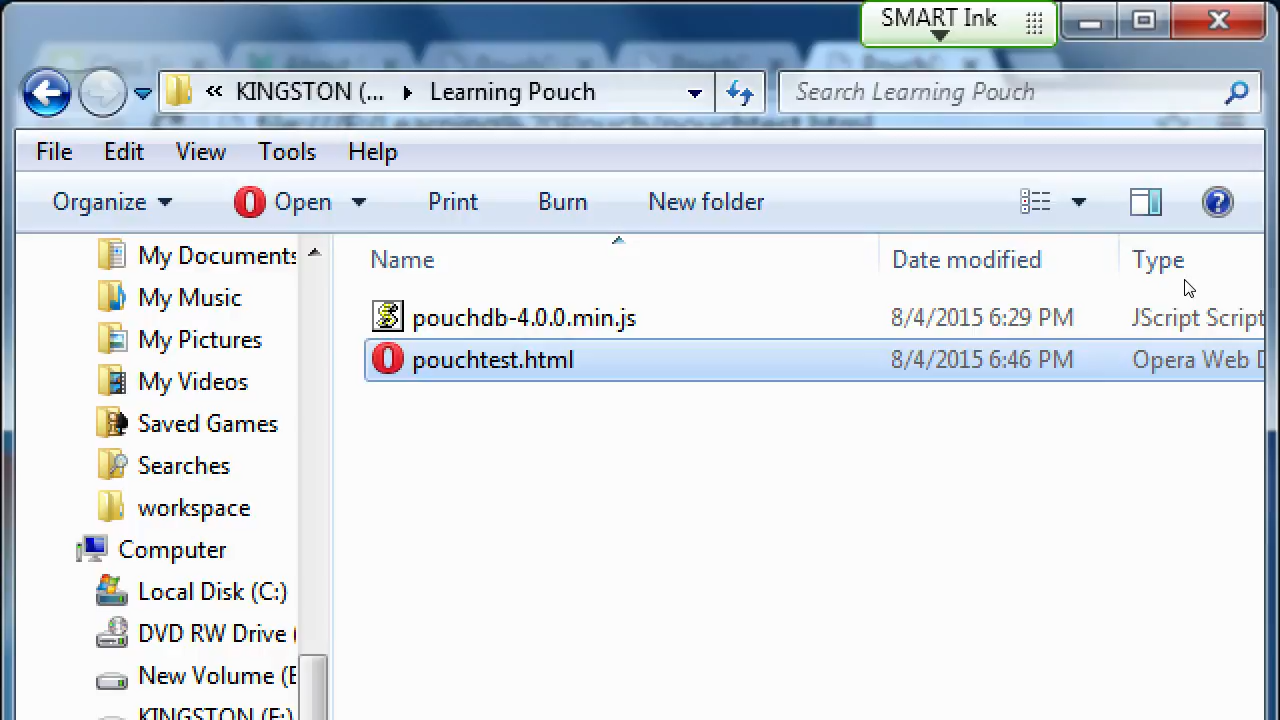 SMART Ink
« KINGSTON (... Learning Pouch
Search Learning Pouch
File Edit View Tools Help
Organize Open Print Burn New folder
Name Date modified Type
pouchdb-4.0.0.min.js 8/4/2015 6:29 PM JScript Script
pouchtest.html 8/4/2015 6:46 PM Opera Web D
My Documents
My Music
My Pictures
My Videos
Saved Games
Searches
workspace
Computer
Local Disk (C:)
DVD RW Drive (
New Volume (E
KINGSTON (F:)